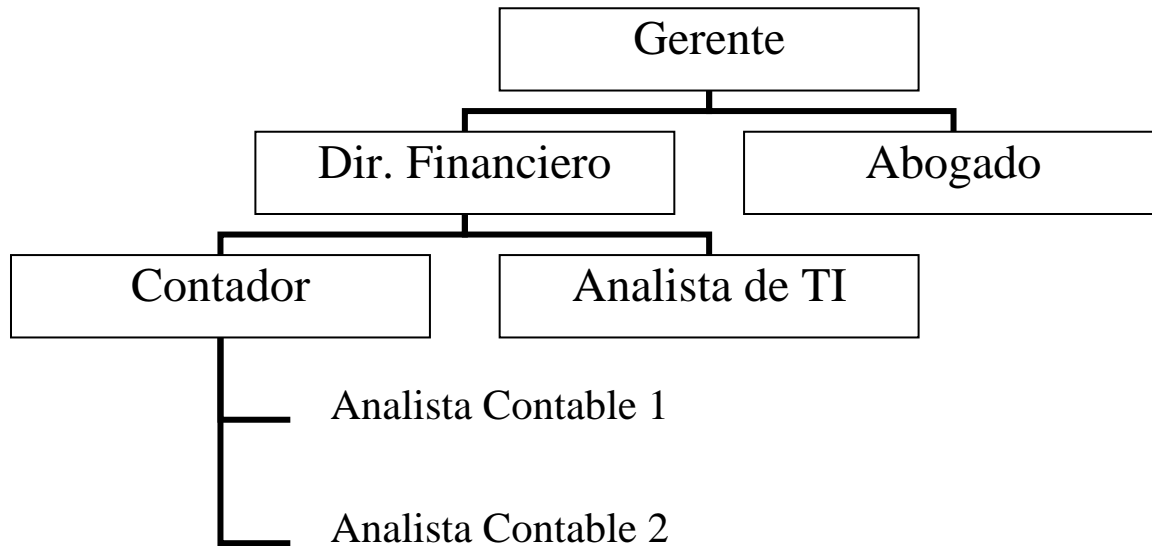 Gerente
Dir. Financiero
Abogado
Contador
Analista de TI
Analista Contable 1
Analista Contable 2